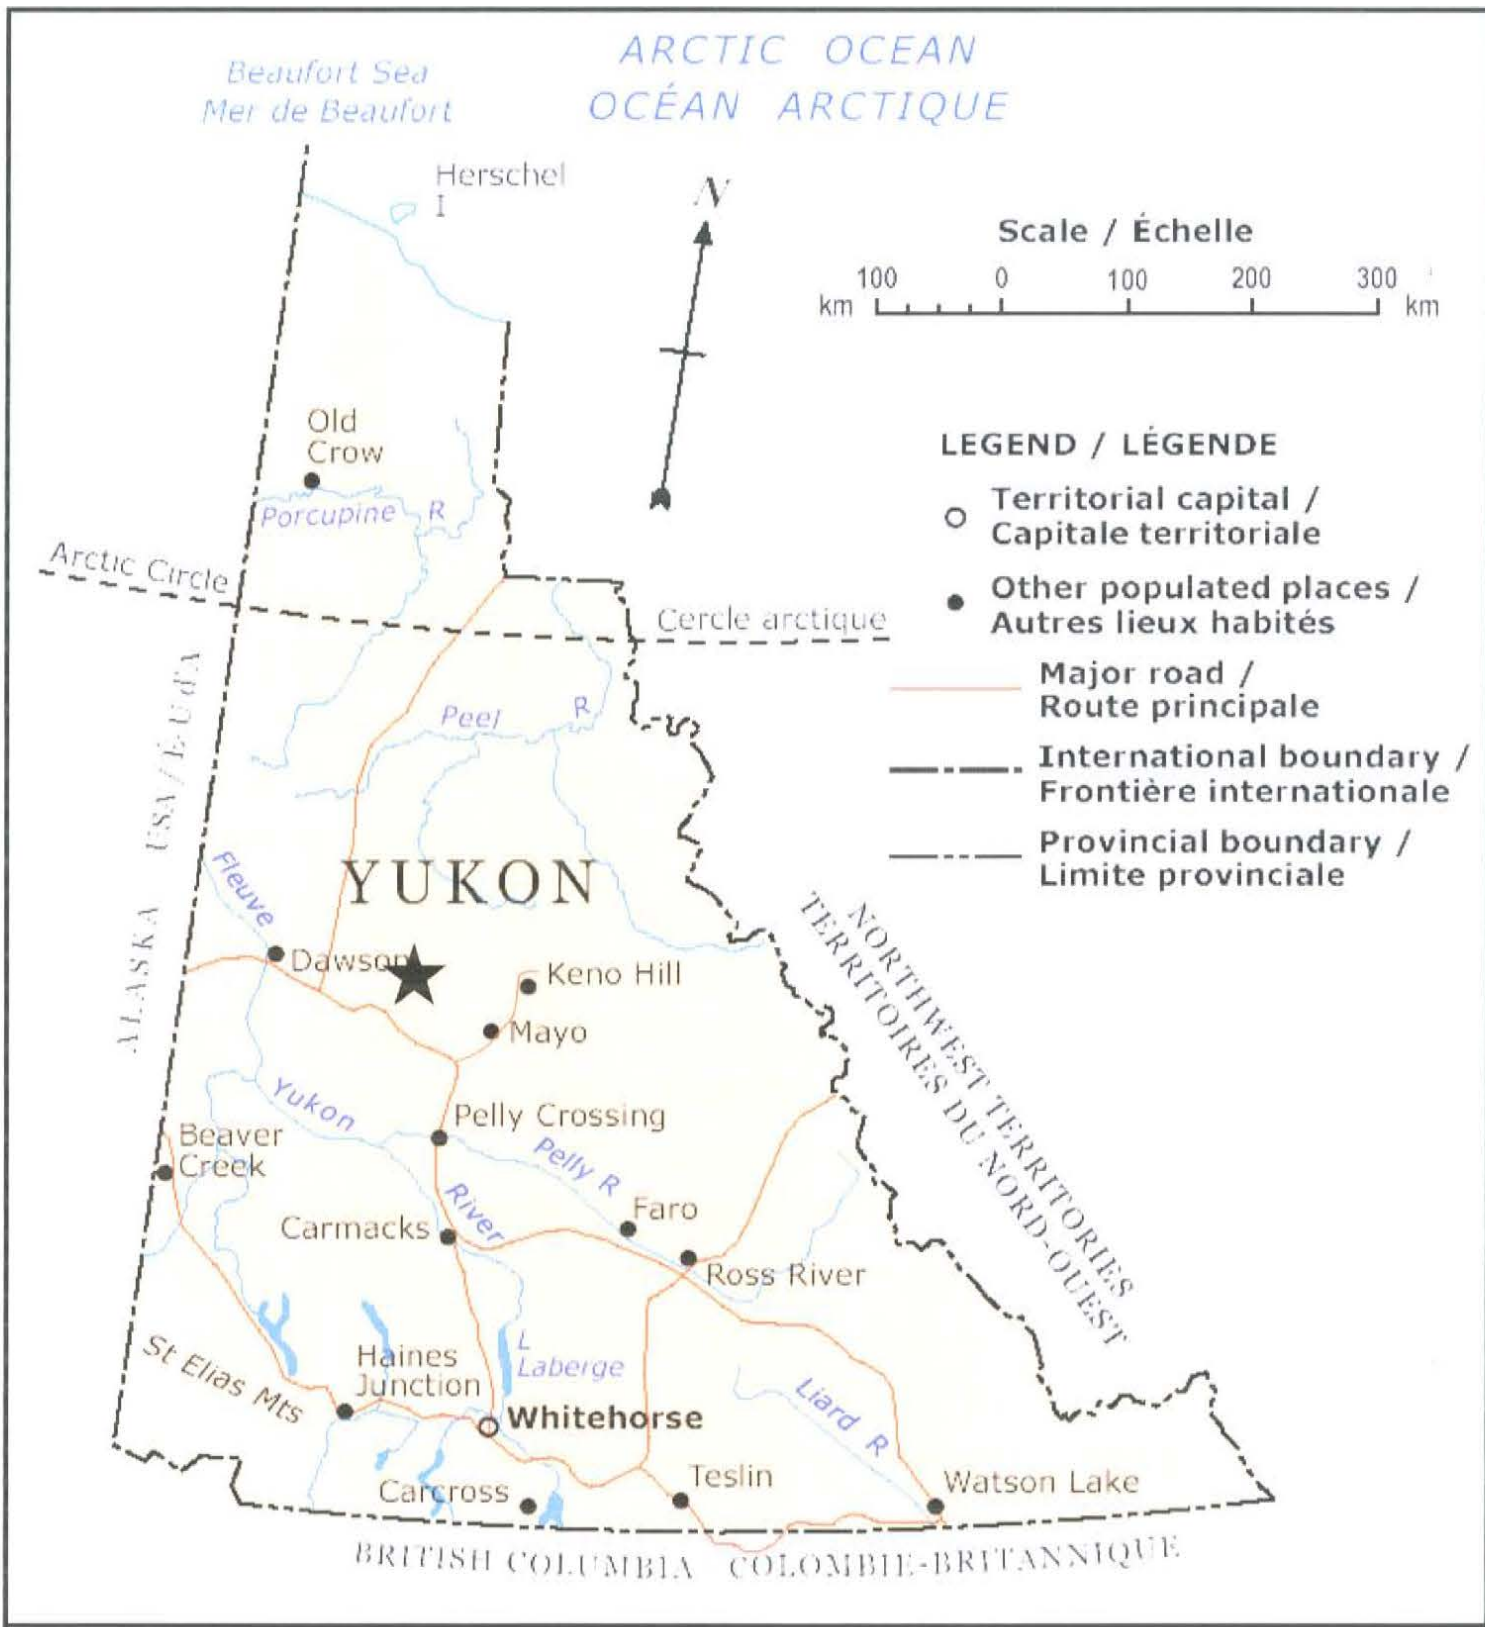 ARCTIC OCEAN
OCÉAN ARCTIQUE
Beaufort Sea
Mer de Beaufort
Herschel
I
N
Scale / Échelle
100 0 100 200 300
km km
Old
Crow
Porcupine R
Arctic Circle
Cercle arctique
LEGEND / LÉGENDE
Territorial capital /
Capitale territoriale
Other populated places /
Autres lieux habités
Major road /
Route principale
International boundary /
Frontière internationale
Provincial boundary /
Limite provinciale
Peel R
ALASKA USA/É-U d'A
YUKON
Fleuve
Dawson
Keno Hill
Mayo
NORTHWEST TERRITORIES
TERRITOIRES DU NORD-OUEST
Yukon
River
Pelly Crossing
Pelly R
Beaver
Creek
Faro
Carmacks
Ross River
St Elias Mts
Haines
Junction
L
Laberge
Whitehorse
Liard R
Carcross
Teslin
Watson Lake
BRITISH COLUMBIA COLOMBIE-BRITANNIQUE